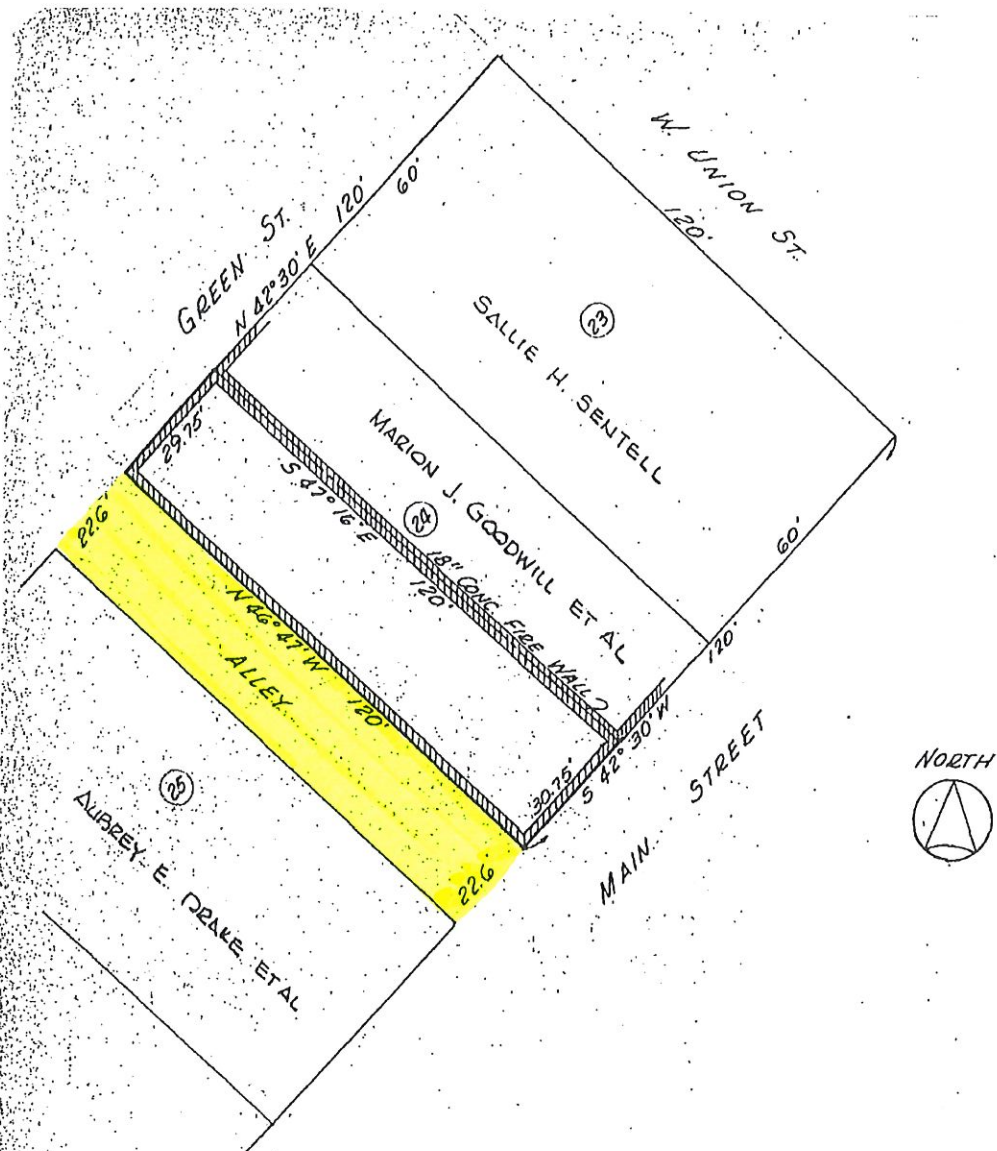 W. UNION ST.
120'
GREEN ST.
N 42° 30' E
120'
60'
23
SALLIE H. SENTELL
MARION J. GOODWILL ET AL
24
29.75'
S 47° 16' E
120'
18" CONC. FIRE WALL
60'
120'
22.6'
N 46° 47' W
120'
ALLEY
30.75'
S 42° 30' W
MAIN STREET
22.6'
25
AUBREY E. DRAKE ET AL
NORTH